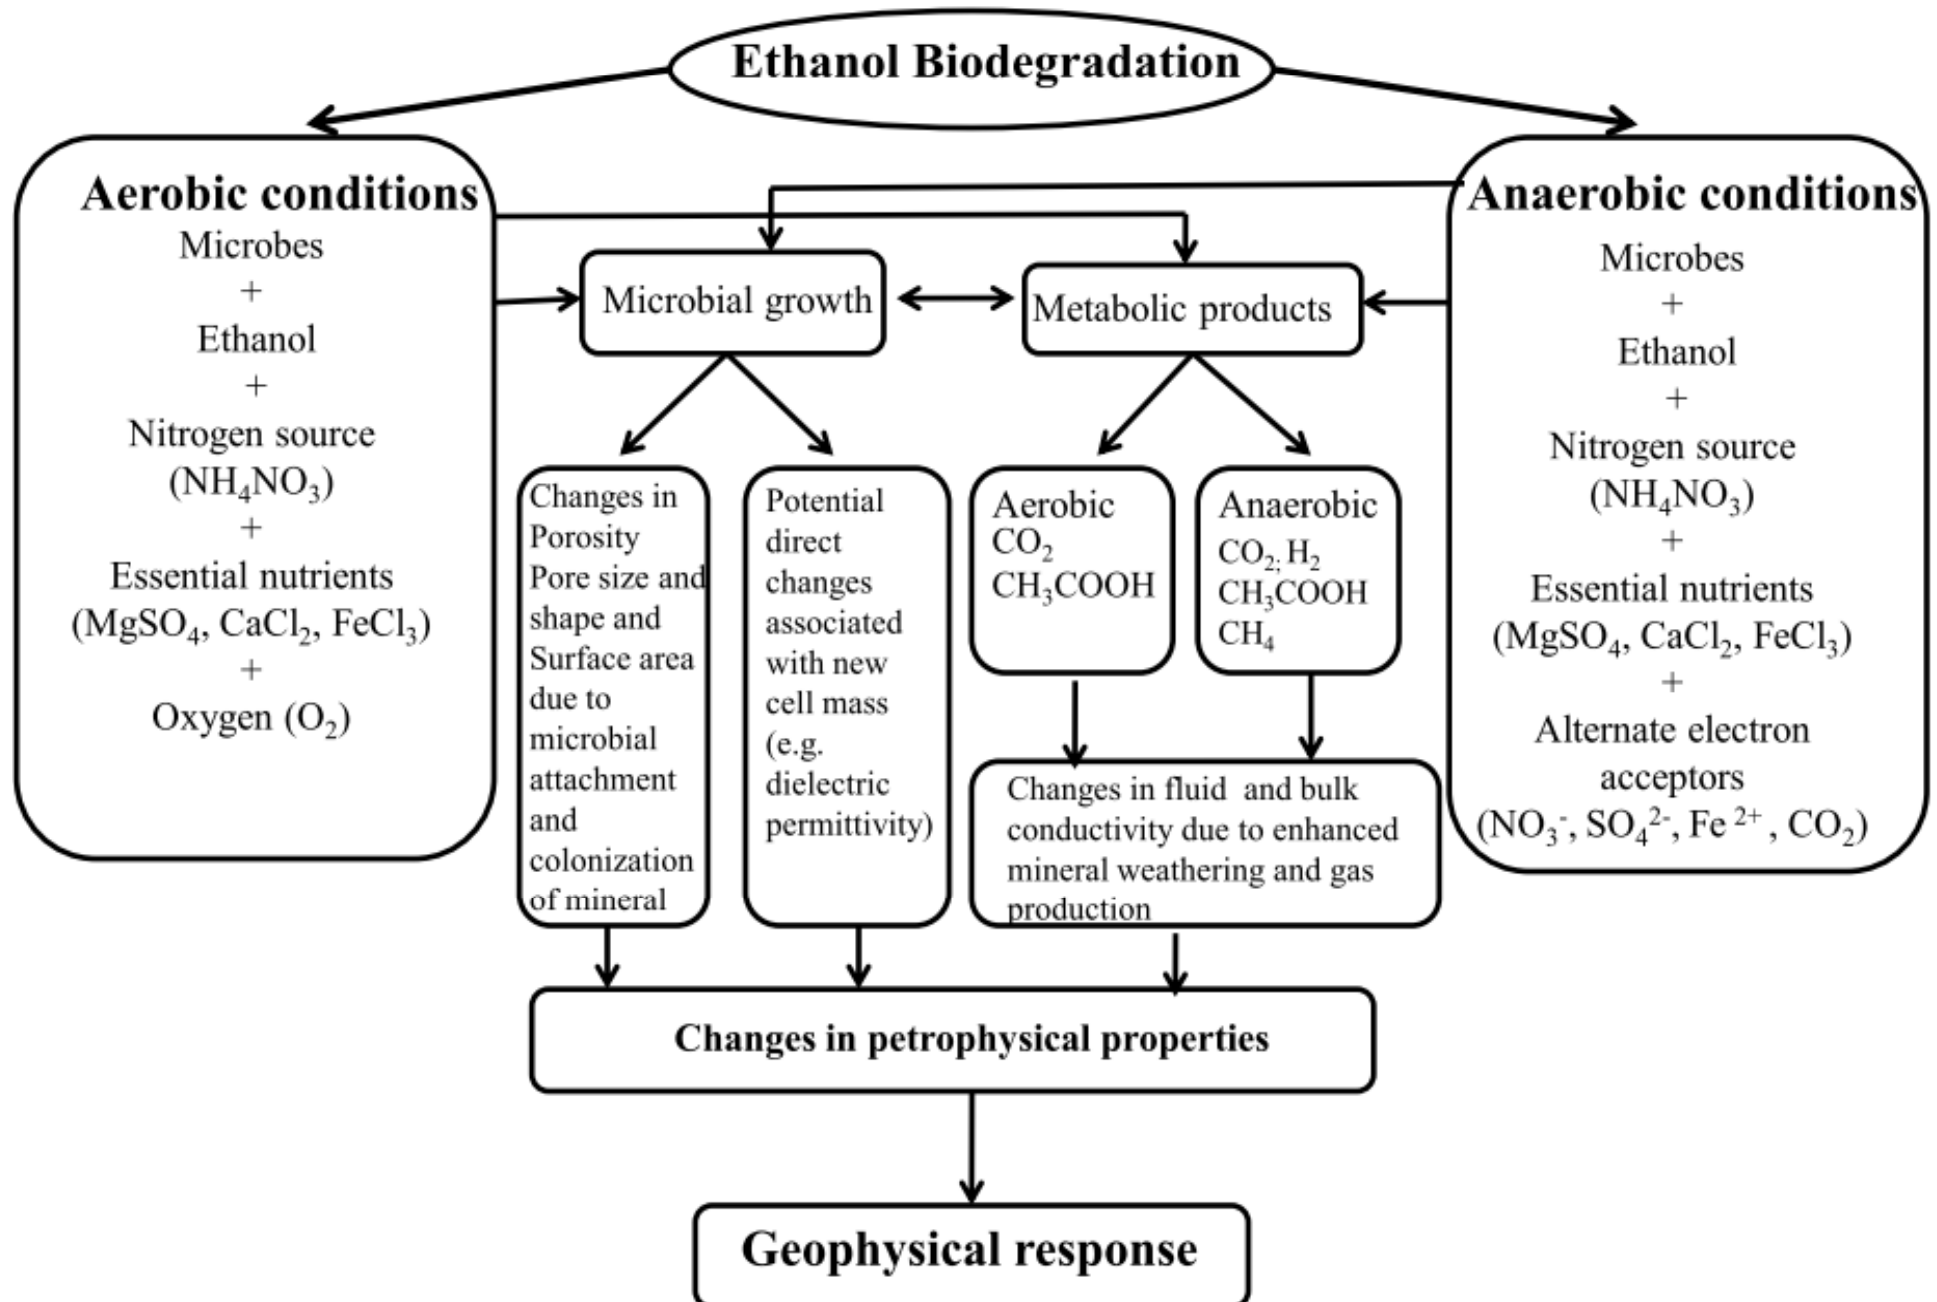 Ethanol Biodegradation
Aerobic conditions
Microbes
+
Ethanol
+
Nitrogen source
(NH₄NO₃)
+
Essential nutrients
(MgSO₄, CaCl₂, FeCl₃)
+
Oxygen (O₂)
Microbial growth
Metabolic products
Changes in
Porosity
Pore size and
shape and
Surface area
due to
microbial
attachment
and
colonization
of mineral
Potential
direct
changes
associated
with new
cell mass
(e.g.
dielectric
permittivity)
Aerobic
CO₂
CH₃COOH
Anaerobic
CO₂; H₂
CH₃COOH
CH₄
Changes in fluid and bulk
conductivity due to enhanced
mineral weathering and gas
production
Anaerobic conditions
Microbes
+
Ethanol
+
Nitrogen source
(NH₄NO₃)
+
Essential nutrients
(MgSO₄, CaCl₂, FeCl₃)
+
Alternate electron
acceptors
(NO₃⁻, SO₄²⁻, Fe ²⁺ , CO₂)
Changes in petrophysical properties
Geophysical response